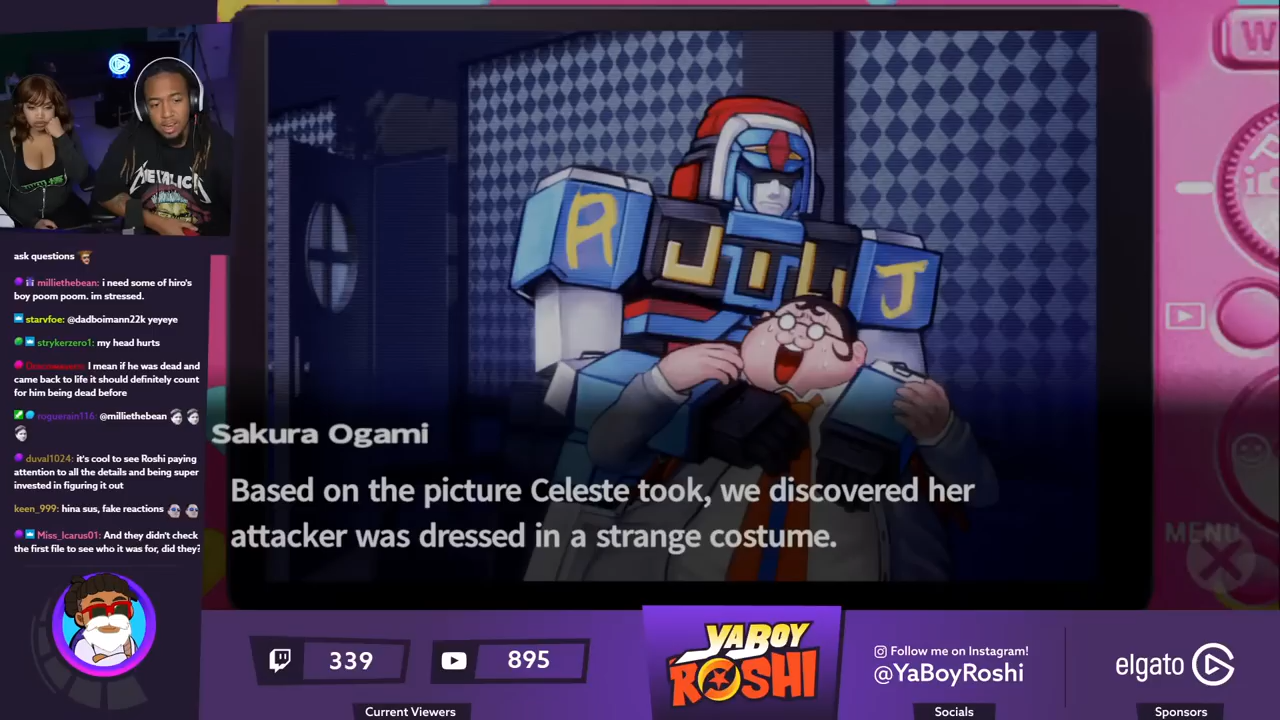 ask questions
milliethebean: i need some of hiro's
boy poom poom. im stressed.
starvfoe: @dadboimann22k yeyeye
strykerzero1: my head hurts
I mean if he was dead and
came back to life it should definitely count
for him being dead before
roguerain116: @milliethebean
duval1024: it's cool to see Roshi paying
attention to all the details and being super
invested in figuring it out
keen_999: hina sus, fake reactions
Miss_Icarus01: And they didn't check
the first file to see who it was for, did they?
METALLICA
R JUU J
W
MENU
Sakura Ogami
Based on the picture Celeste took, we discovered her
attacker was dressed in a strange costume.
339
895
Current Viewers
YABOY
ROSHI
Follow me on Instagram!
@YaBoyRoshi
Socials
elgato
Sponsors